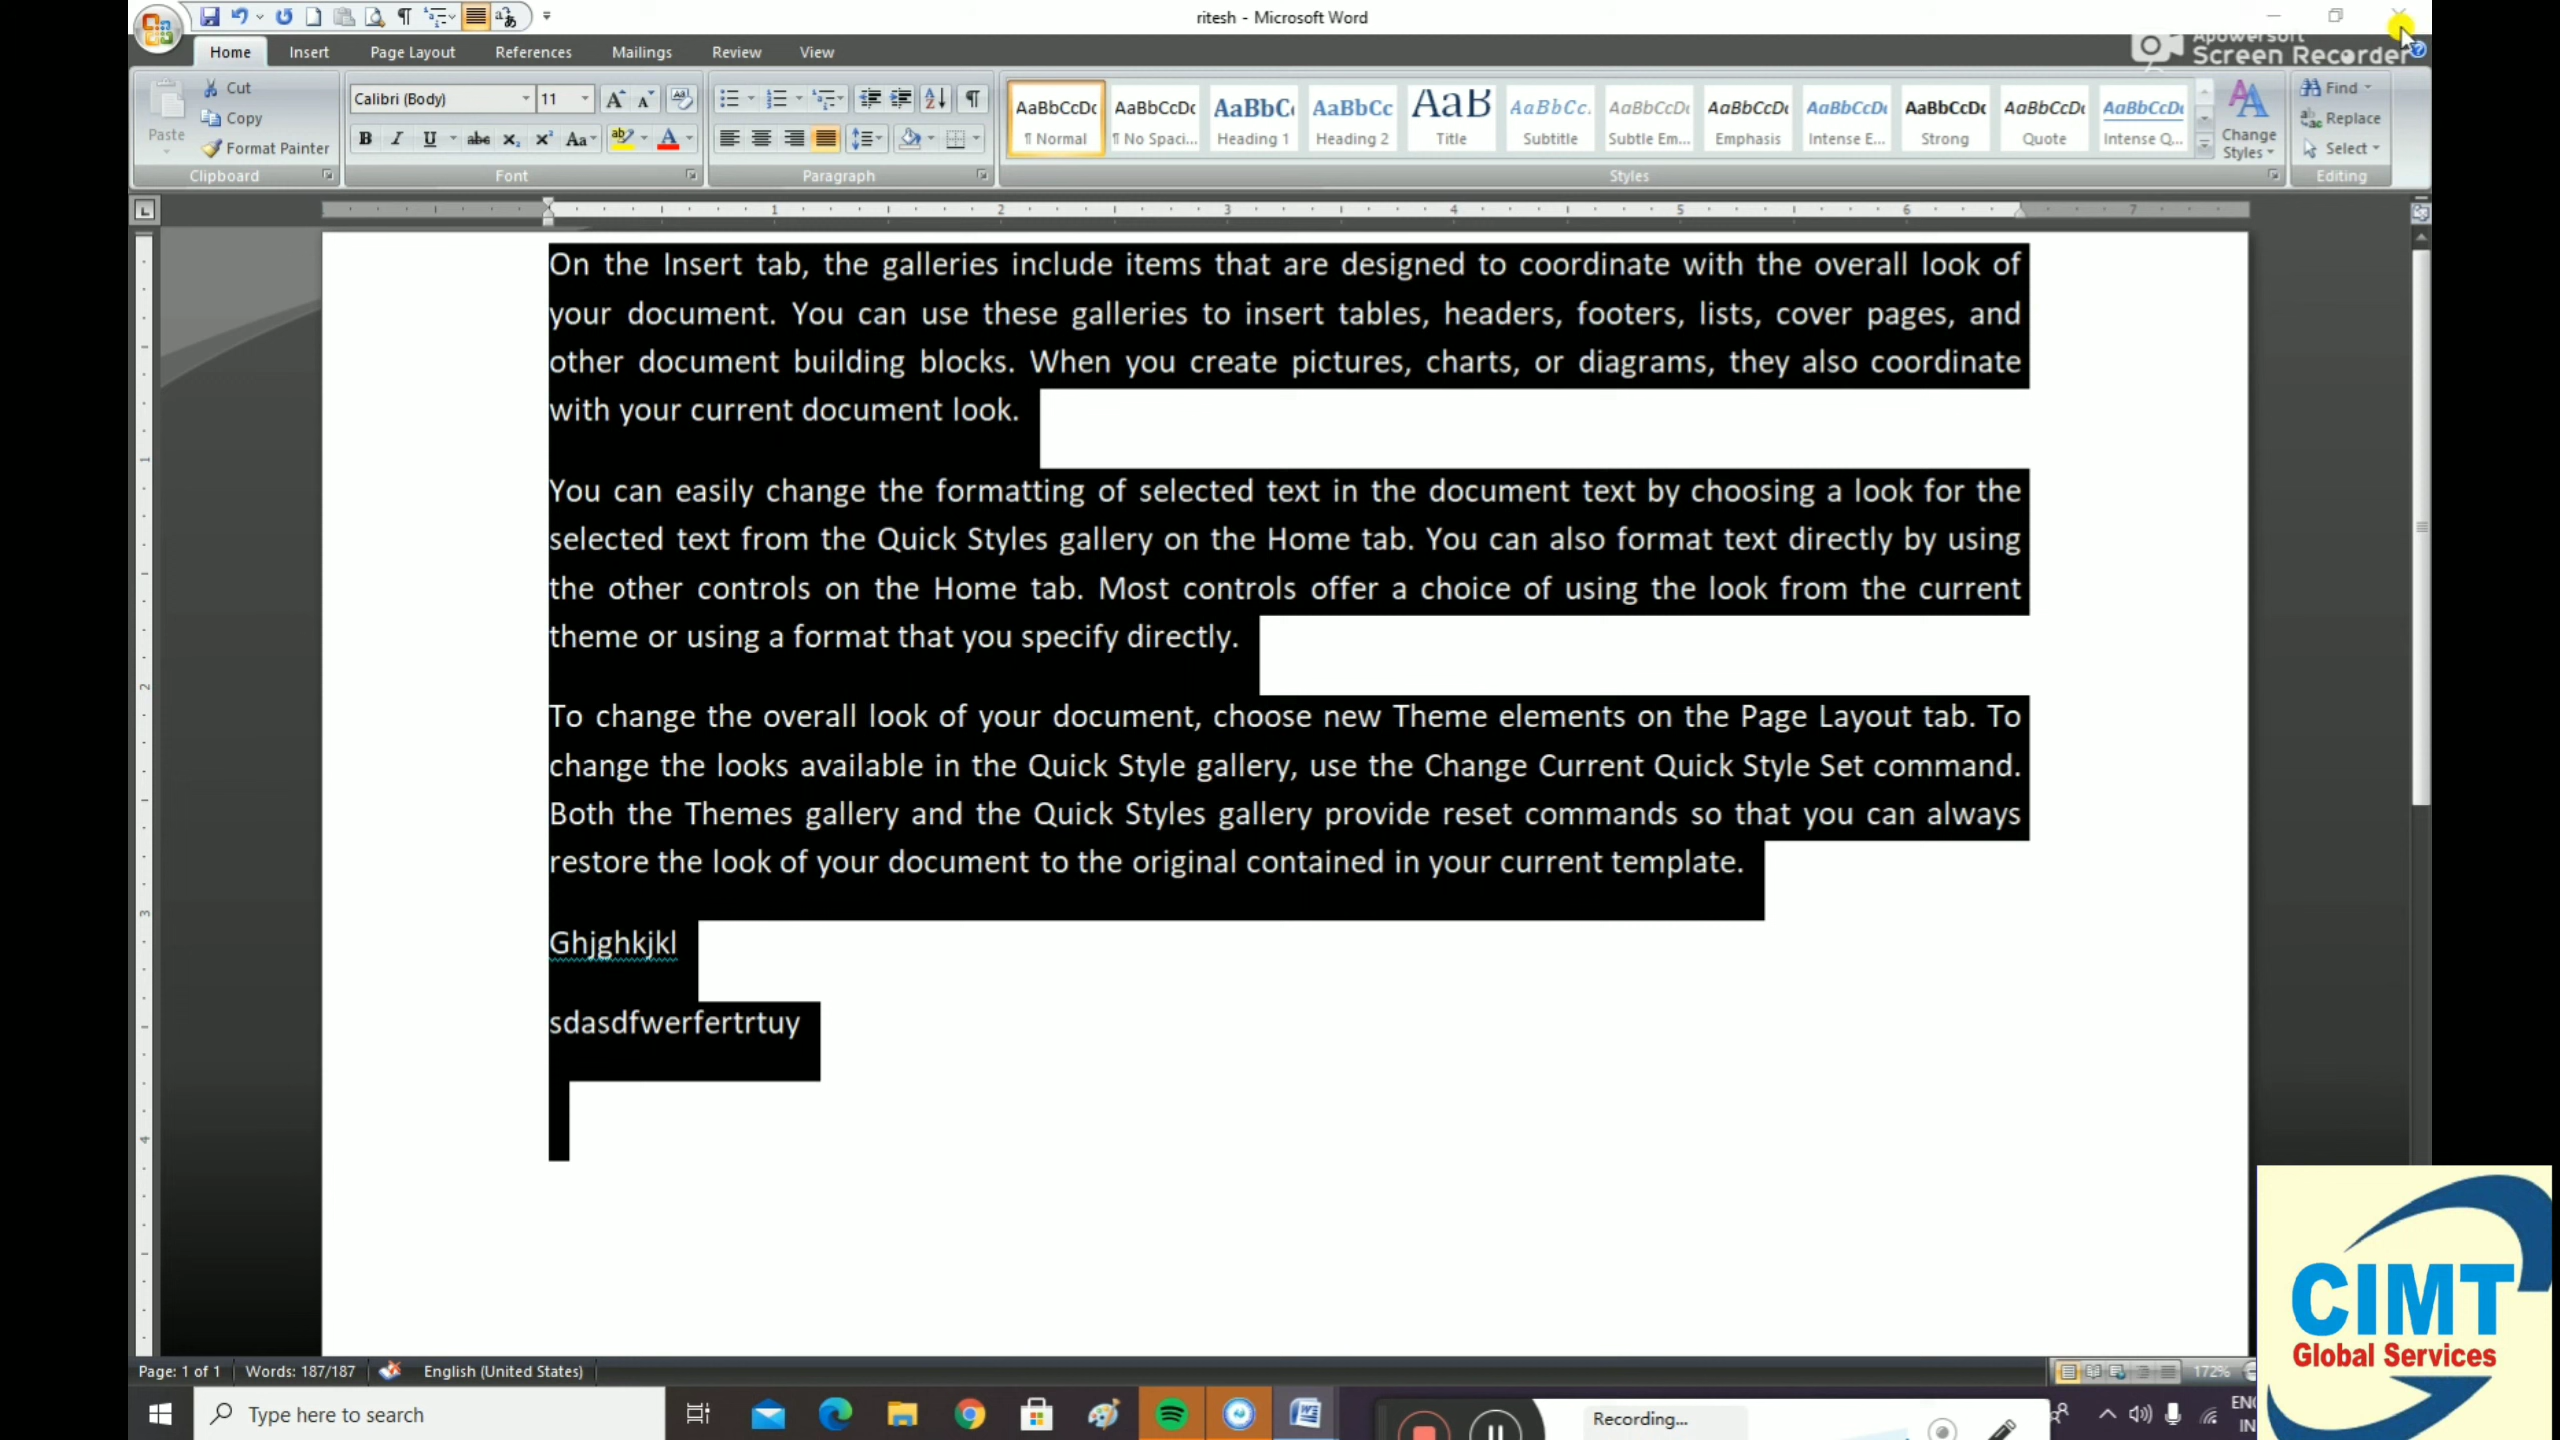 ritesh - Microsoft Word
Home Insert Page Layout References Mailings Review View
Screen Recorder
Paste
Cut
Copy
Format Painter
Clipboard
Calibri (Body) 11
Font
Paragraph
AaBbCcDc AaBbCcDc AaBbC AaBbCc AaB AaBbCc. AaBbCcDc AaBbCcDc AaBbCcDc AaBbCcDc AaBbCcDc AaBbCcDc
¶ Normal ¶ No Spaci... Heading 1 Heading 2 Title Subtitle Subtle Em... Emphasis Intense E... Strong Quote Intense Q...
Styles
Change Styles
Find
Replace
Select
Editing
1 2 3 4 5 6 7
On the Insert tab, the galleries include items that are designed to coordinate with the overall look of
your document. You can use these galleries to insert tables, headers, footers, lists, cover pages, and
other document building blocks. When you create pictures, charts, or diagrams, they also coordinate
with your current document look.
You can easily change the formatting of selected text in the document text by choosing a look for the
selected text from the Quick Styles gallery on the Home tab. You can also format text directly by using
the other controls on the Home tab. Most controls offer a choice of using the look from the current
theme or using a format that you specify directly.
To change the overall look of your document, choose new Theme elements on the Page Layout tab. To
change the looks available in the Quick Style gallery, use the Change Current Quick Style Set command.
Both the Themes gallery and the Quick Styles gallery provide reset commands so that you can always
restore the look of your document to the original contained in your current template.
Ghjghkjkl
sdasdfwerfertrtuy
CIMT
Global Services
Page: 1 of 1 Words: 187/187 English (United States) 172%
Type here to search
Recording...